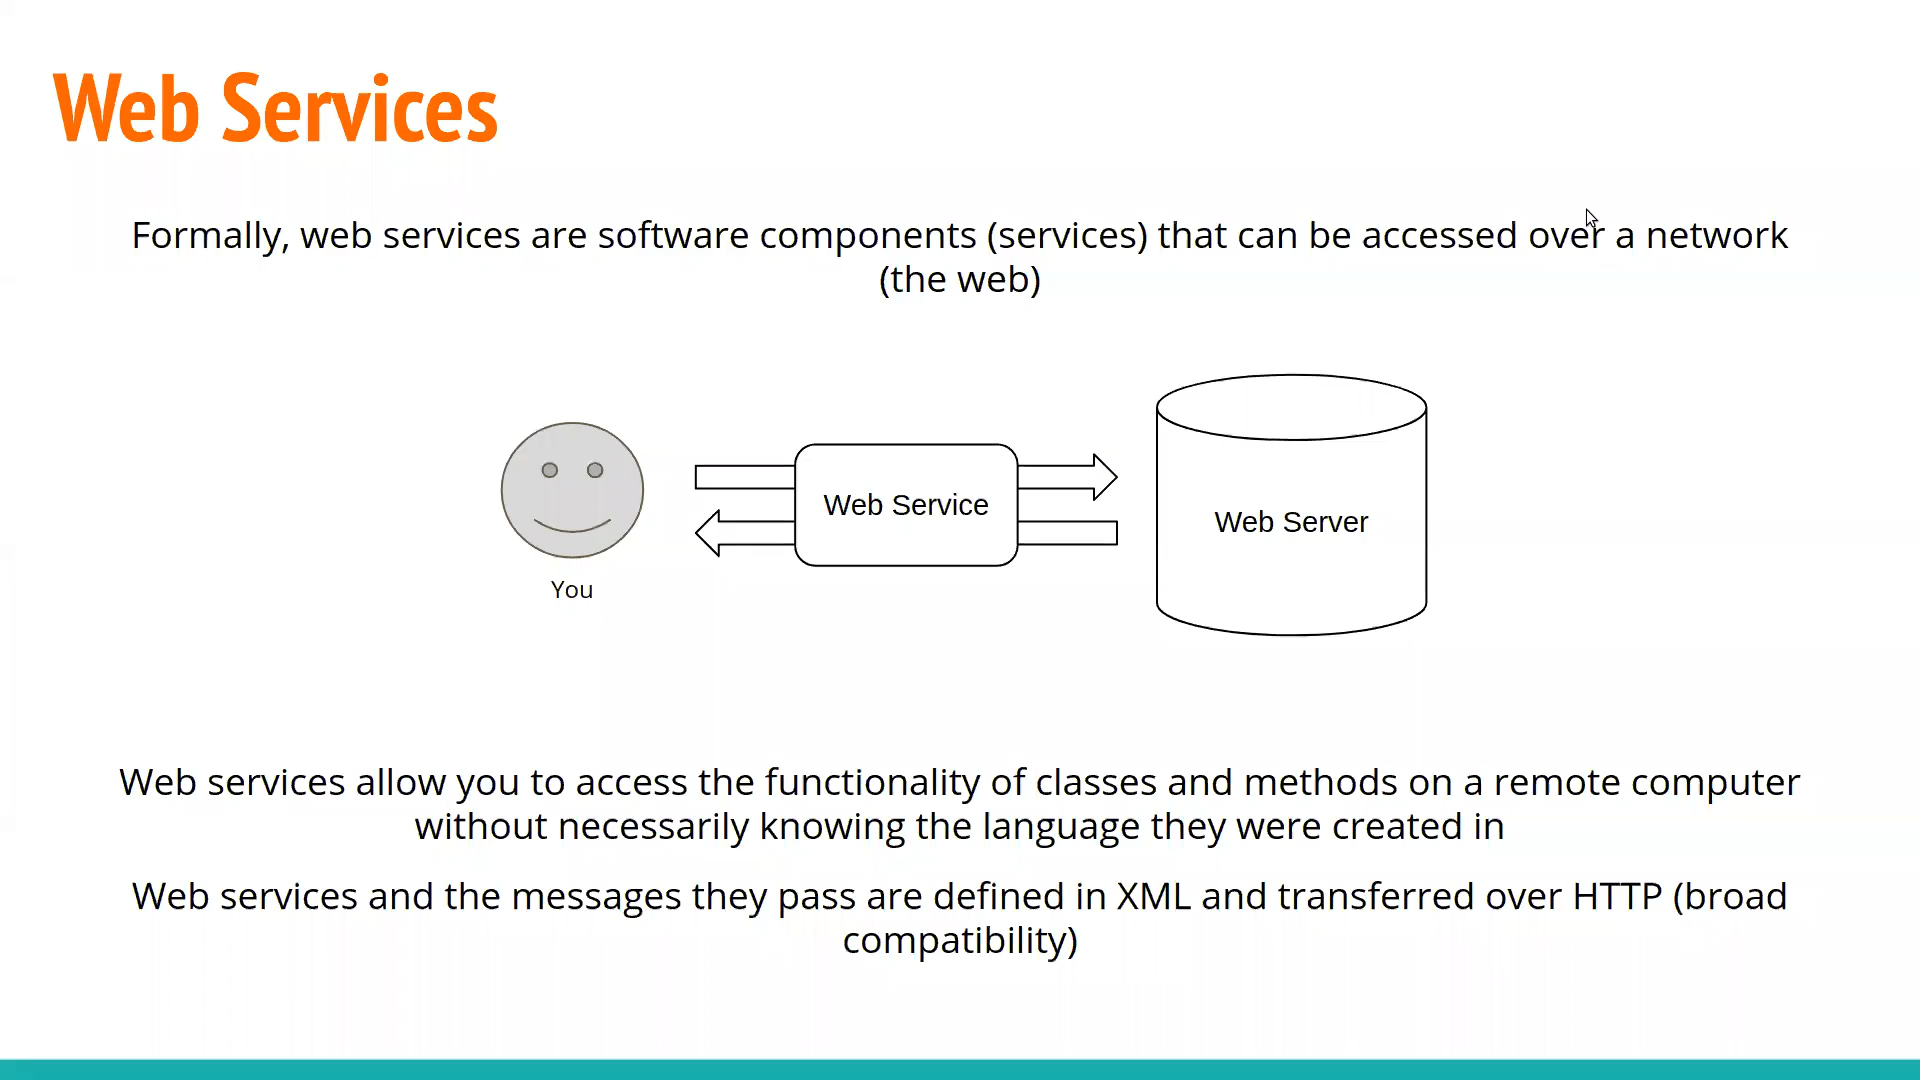 Web Services
Formally, web services are software components (services) that can be accessed over a network
(the web)
Web Service
Web Server
You
Web services allow you to access the functionality of classes and methods on a remote computer
without necessarily knowing the language they were created in
Web services and the messages they pass are defined in XML and transferred over HTTP (broad
compatibility)